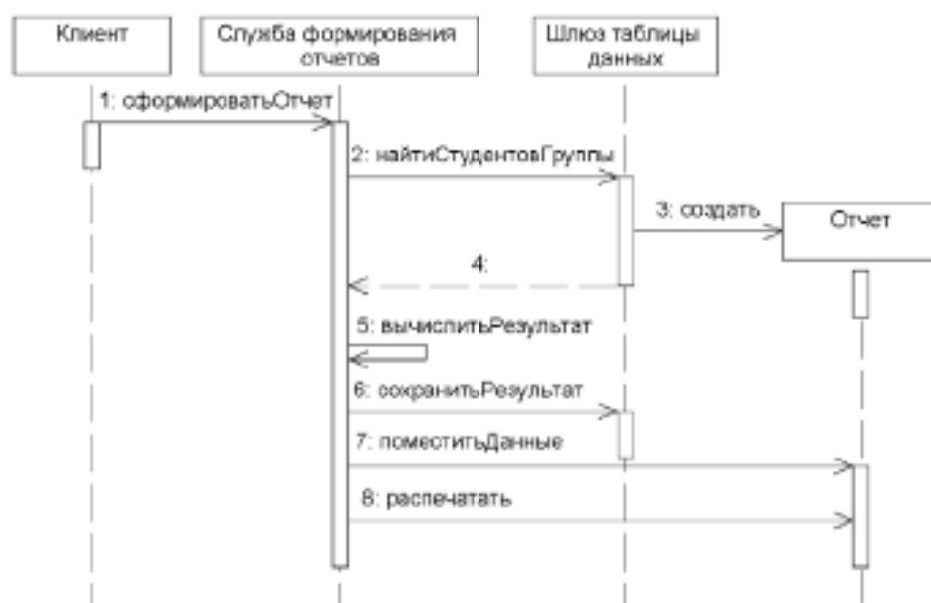 Клиент
Служба формирования
отчетов
Шлюз таблицы
данных
1: сформироватьОтчет
2: найтиСтудентовГруппы
3: создать
Отчет
4:
5: вычислитьРезультат
6: сохранитьРезультат
7: поместитьДанные
8: распечатать